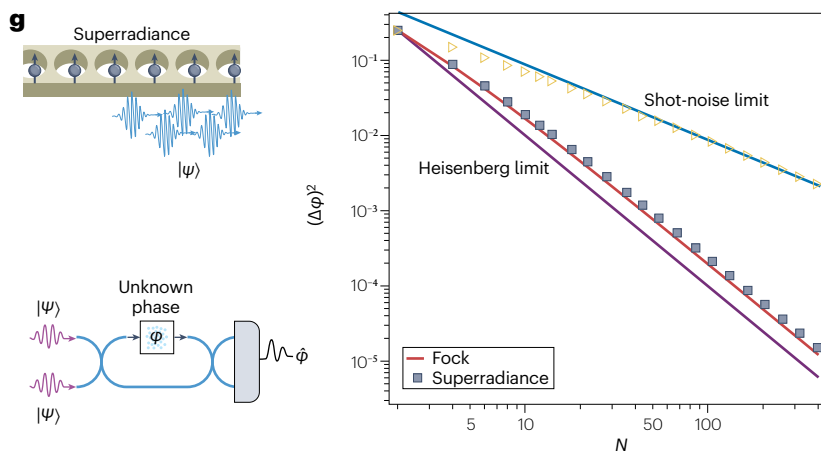 g
Superradiance
|ψ⟩
Unknown
phase
|Ψ⟩
φ
φ̂
|Ψ⟩
(Δφ)²
10⁻¹
10⁻²
10⁻³
10⁻⁴
10⁻⁵
Shot-noise limit
Heisenberg limit
Fock
Superradiance
5 10 50 100
N